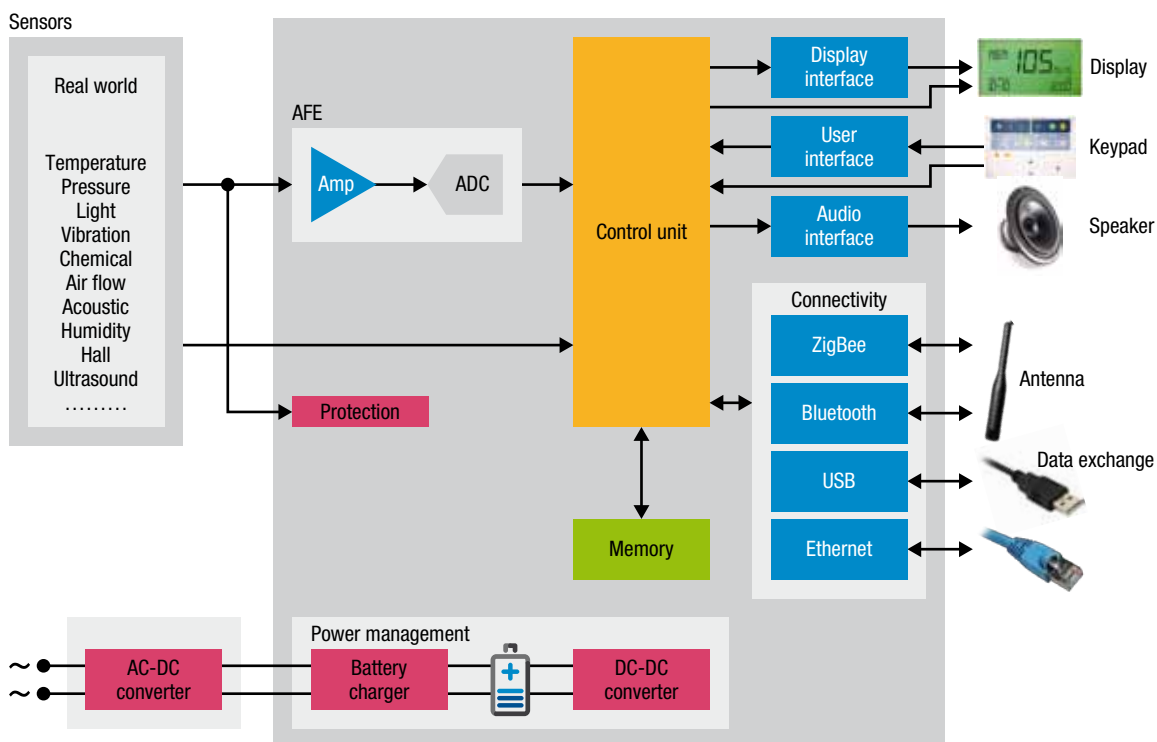 Sensors
Real world
Temperature
Pressure
Light
Vibration
Chemical
Air flow
Acoustic
Humidity
Hall
Ultrasound
.........
AFE
Amp
ADC
Protection
Control unit
Memory
Display
interface
User
interface
Audio
interface
Connectivity
ZigBee
Bluetooth
USB
Ethernet
105
Display
Keypad
Speaker
Antenna
Data exchange
Power management
~
~
AC-DC
converter
Battery
charger
+
DC-DC
converter